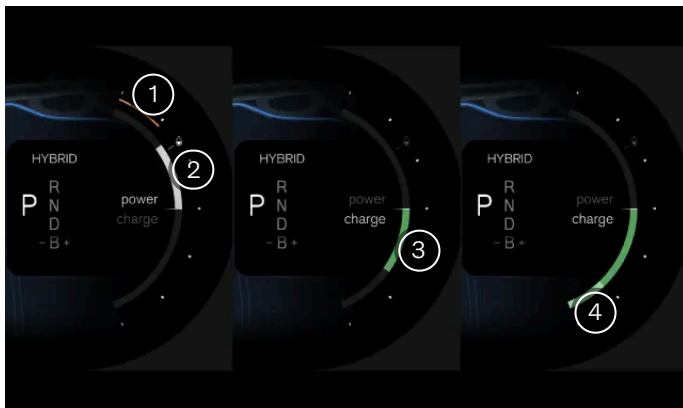 1
2
HYBRID
P
R
N
D
- B +
power
charge
HYBRID
P
R
N
D
- B +
power
charge
3
HYBRID
P
R
N
D
- B +
power
charge
4